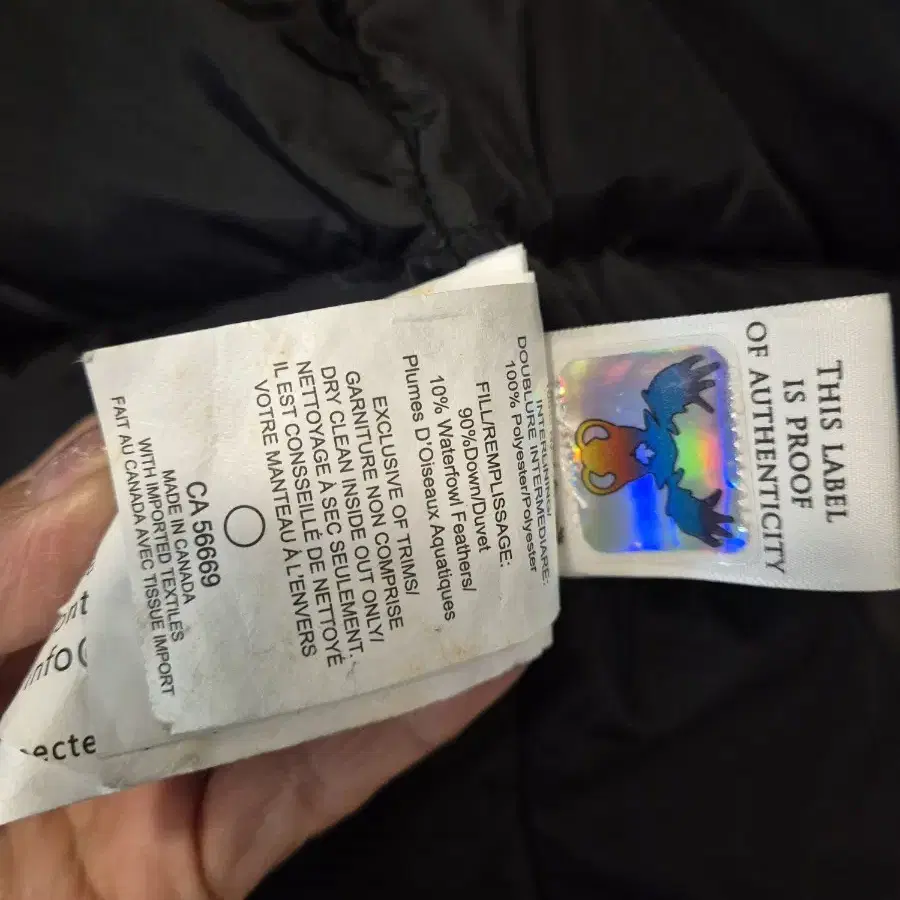 INTERLINING/
DOUBLURE INTERMEDIARE:
100% Polyester/Polyester
FILL/REMPLISSAGE:
90%Down/Duvet
10% Waterfowl Feathers/
Plumes D'Oiseaux Aquatiques
EXCLUSIVE OF TRIMS/
GARNITURE NON COMPRISE
DRY CLEAN INSIDE OUT ONLY/
NETTOYAGE À SEC SEULEMENT.
IL EST CONSEILLÉ DE NETTOYÉ
VOTRE MANTEAU À L'ENVERS
CA 56669
MADE IN CANADA
WITH IMPORTED TEXTILES
FAIT AU CANADA AVEC TISSUE IMPORT
THIS LABEL
IS PROOF
OF AUTHENTICITY